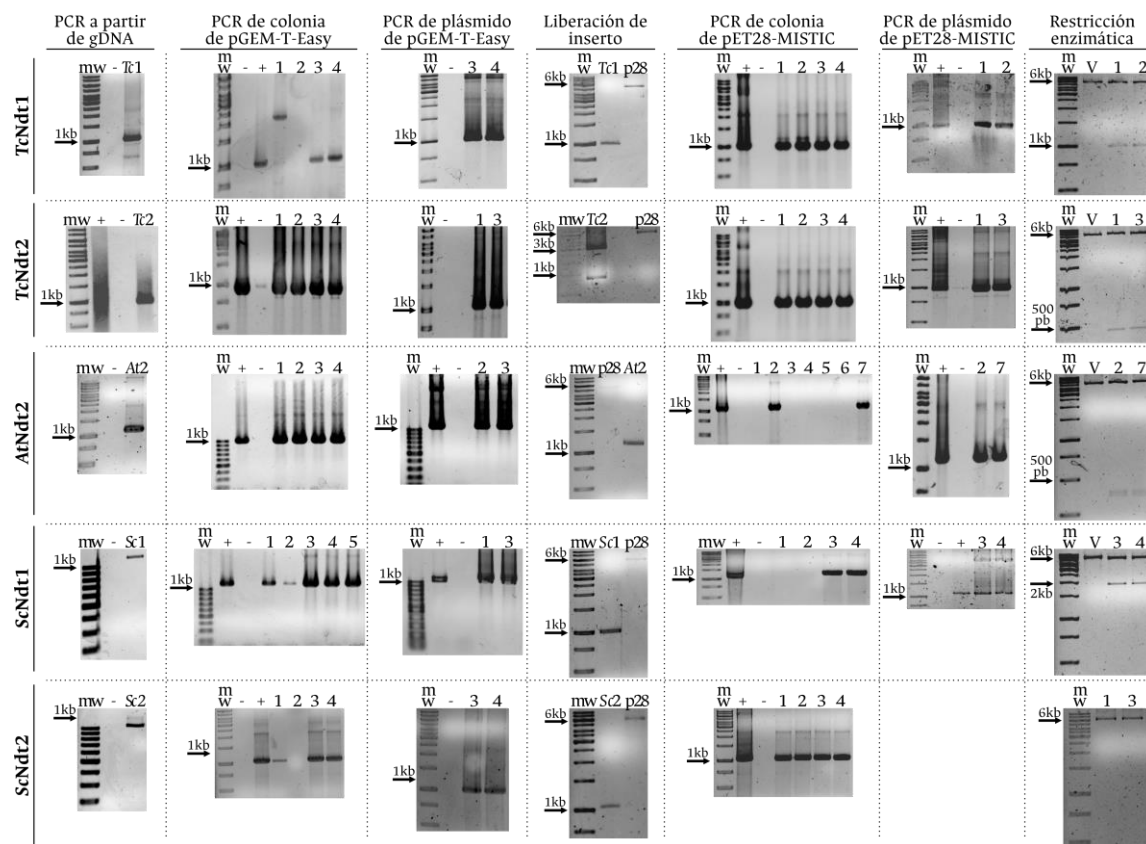 PCR a partir
de gDNA
PCR de colonia
de pGEM-T-Easy
PCR de plásmido
de pGEM-T-Easy
Liberación de
inserto
PCR de colonia
de pET28-MISTIC
PCR de plásmido
de pET28-MISTIC
Restricción
enzimática
TcNdt1
mw - Tc1
1kb
m
w - + 1 2 3 4
1kb
m
w - 3 4
1kb
m
w Tc1 p28
6kb
1kb
m
w + - 1 2 3 4
1kb
m
w + - 1 2
1kb
m
w V 1 2
6kb
1kb
TcNdt2
mw + - Tc2
1kb
m
w + - 1 2 3 4
1kb
m
w - 1 3
1kb
mw Tc2 p28
6kb
3kb
1kb
m
w + - 1 2 3 4
1kb
m
w + - 1 3
1kb
m
w V 1 3
6kb
500
pb
AtNdt2
mw - At2
1kb
m
w + - 1 2 3 4
1kb
m
w + - 2 3
1kb
mw p28 At2
6kb
1kb
m
w + - 1 2 3 4 5 6 7
1kb
m
w + - 2 7
1kb
m
w V 2 7
6kb
500
pb
ScNdt1
mw - Sc1
1kb
m
w + - 1 2 3 4 5
1kb
m
w + - 1 3
1kb
m
w Sc1 p28
6kb
1kb
mw + - 1 2 3 4
1kb
m
w - + 3 4
1kb
m
w V 3 4
6kb
2kb
ScNdt2
mw - Sc2
1kb
m
w - + 1 2 3 4
1kb
m
w - 3 4
1kb
mw Sc2 p28
6kb
1kb
m
w + - 1 2 3 4
1kb
m
w 1 3
6kb